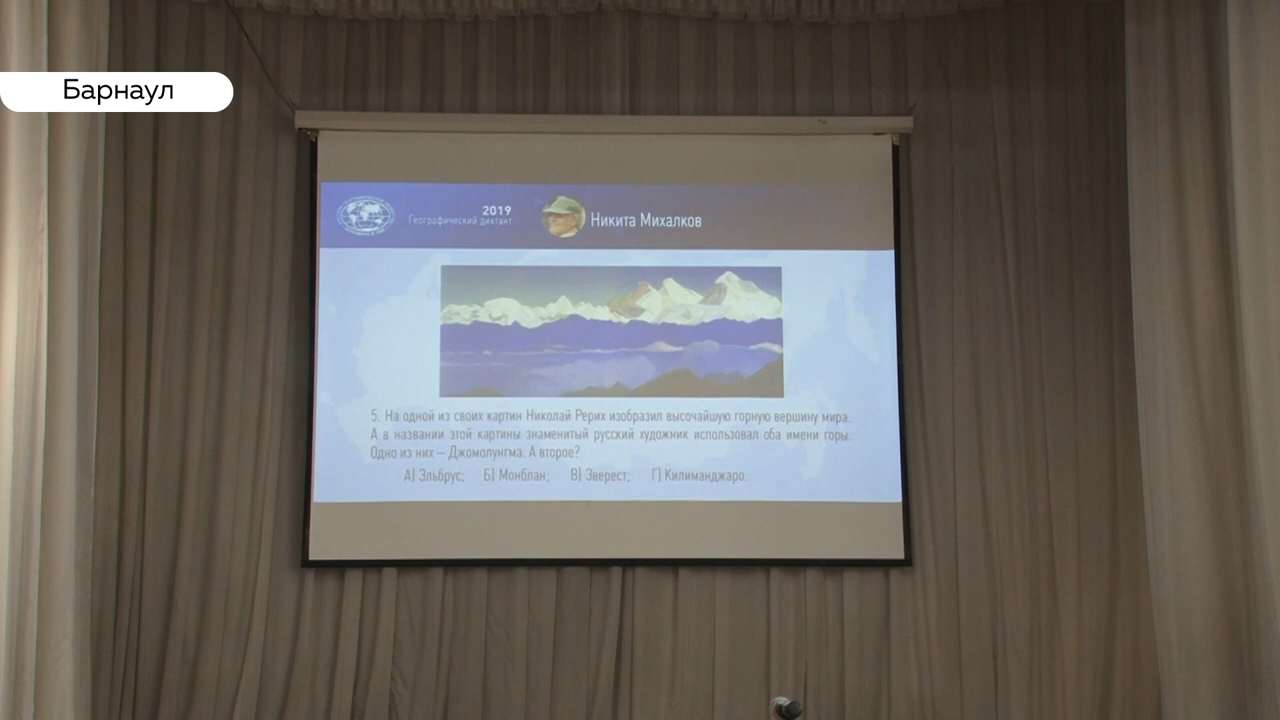 Барнаул
2019
Географический диктант
Никита Михалков
5. На одной из своих картин Николай Рерих изобразил высочайшую горную вершину мира.
А в названии этой картины знаменитый русский художник использовал оба имени горы.
Одно из них – Джомолунгма. А второе?
А) Эльбрус; Б) Монблан; В) Эверест; Г) Килиманджаро.